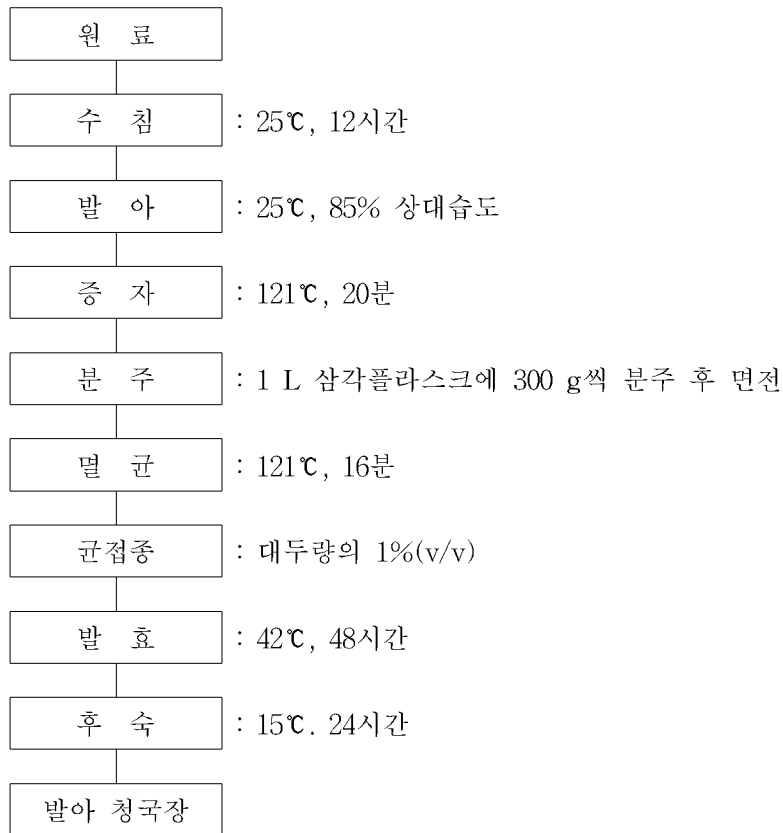 원 료
수 침 : 25℃, 12시간
발 아 : 25℃, 85% 상대습도
증 자 : 121℃, 20분
분 주 : 1 L 삼각플라스크에 300 g씩 분주 후 면전
멸 균 : 121℃, 16분
균접종 : 대두량의 1%(v/v)
발 효 : 42℃, 48시간
후 숙 : 15℃. 24시간
발아 청국장